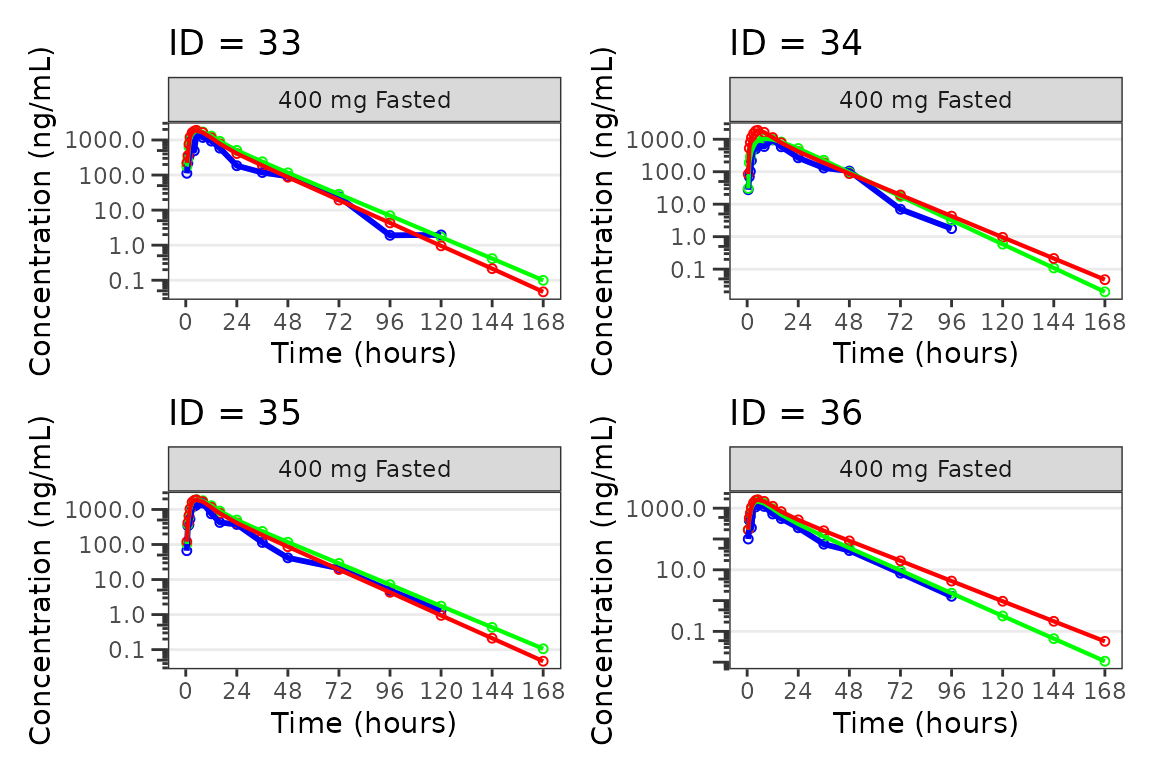 ID = 33
400 mg Fasted
Concentration (ng/mL)
1000.0
100.0
10.0
1.0
0.1
0 24 48 72 96 120 144 168
Time (hours)
ID = 34
400 mg Fasted
Concentration (ng/mL)
1000.0
100.0
10.0
1.0
0.1
0 24 48 72 96 120 144 168
Time (hours)
ID = 35
400 mg Fasted
Concentration (ng/mL)
1000.0
100.0
10.0
1.0
0.1
0 24 48 72 96 120 144 168
Time (hours)
ID = 36
400 mg Fasted
Concentration (ng/mL)
1000.0
10.0
0.1
0 24 48 72 96 120 144 168
Time (hours)